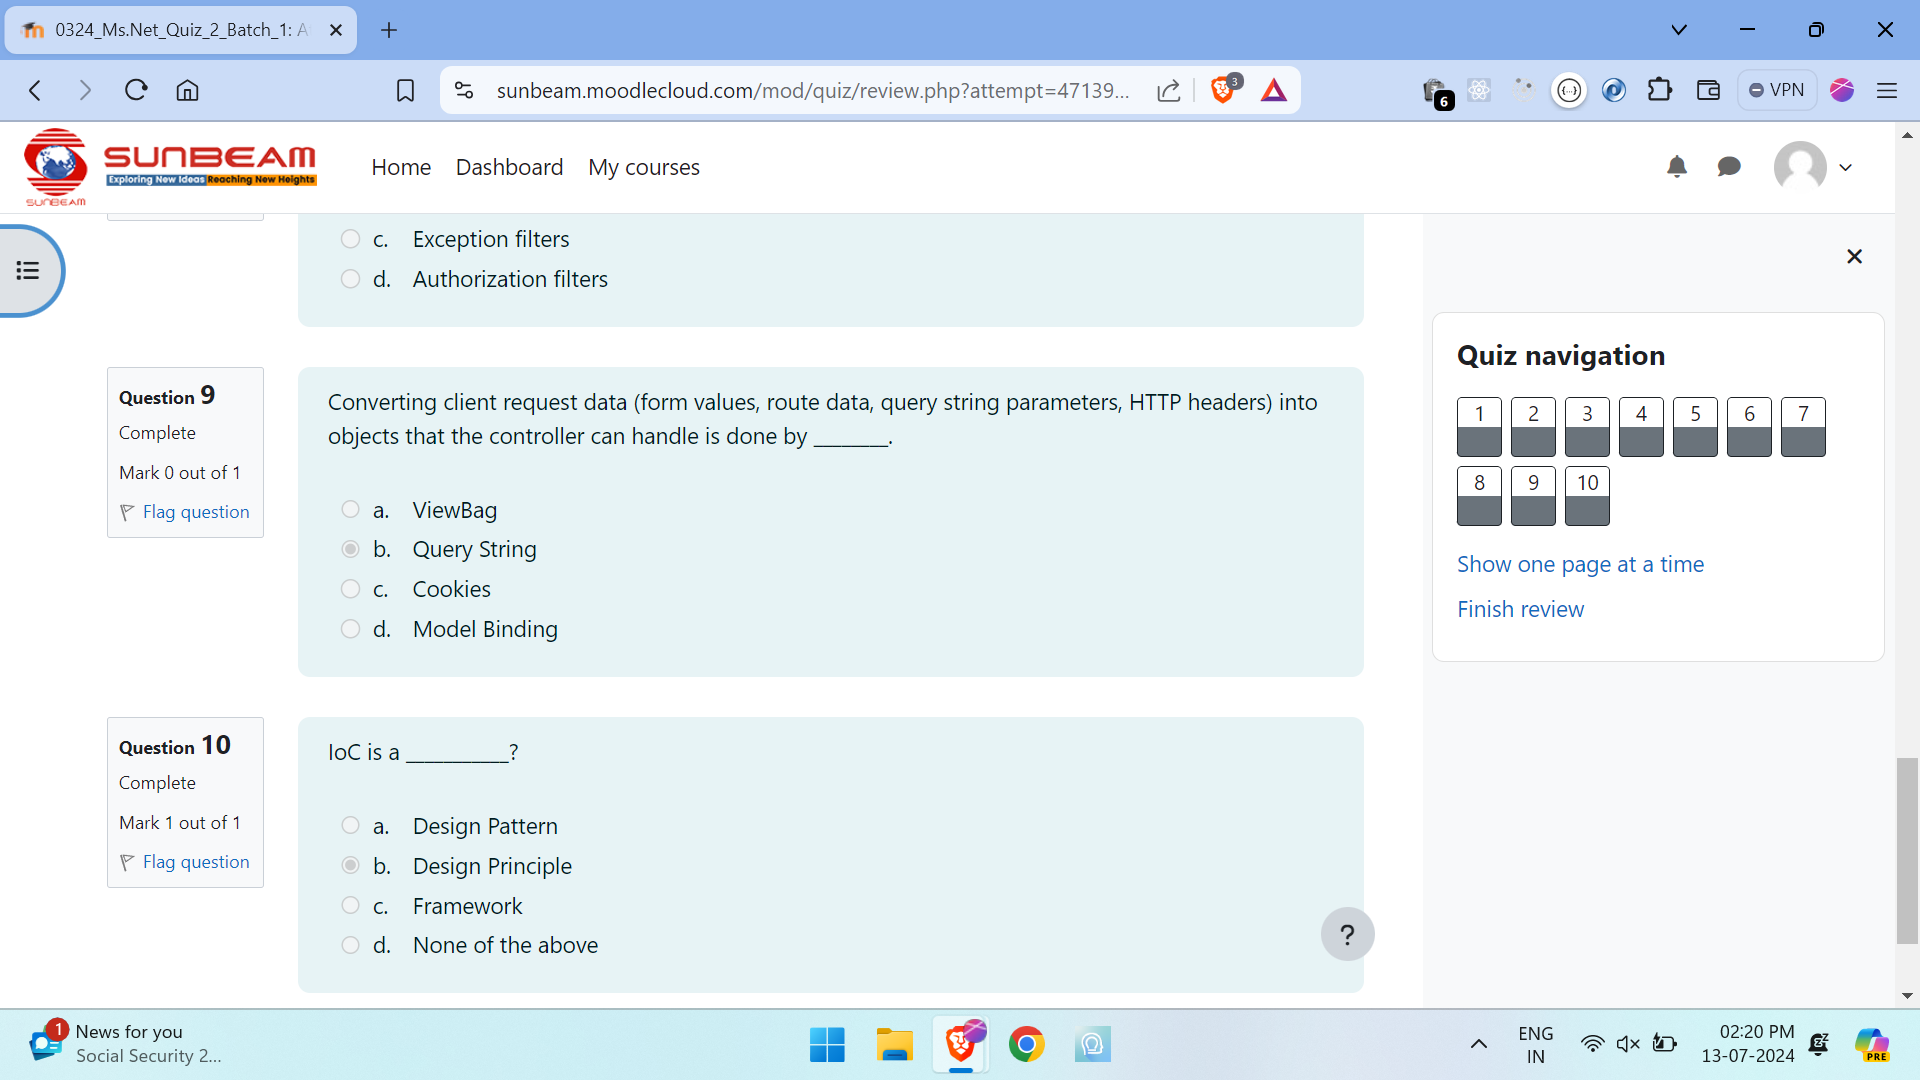 0324_Ms.Net_Quiz_2_Batch_1: A
sunbeam.moodlecloud.com/mod/quiz/review.php?attempt=47139...
3
6
VPN
SUNBEAM
Exploring New Ideas Reaching New Heights
SUNBEAM
Home Dashboard My courses
c. Exception filters
d. Authorization filters
Question 9
Complete
Mark 0 out of 1
Flag question
Converting client request data (form values, route data, query string parameters, HTTP headers) into
objects that the controller can handle is done by _______.
a. ViewBag
b. Query String
c. Cookies
d. Model Binding
Question 10
Complete
Mark 1 out of 1
Flag question
IoC is a __________?
a. Design Pattern
b. Design Principle
c. Framework
d. None of the above
?
Quiz navigation
1 2 3 4 5 6 7
8 9 10
Show one page at a time
Finish review
1
News for you
Social Security 2...
ENG
IN
02:20 PM
13-07-2024
PRE